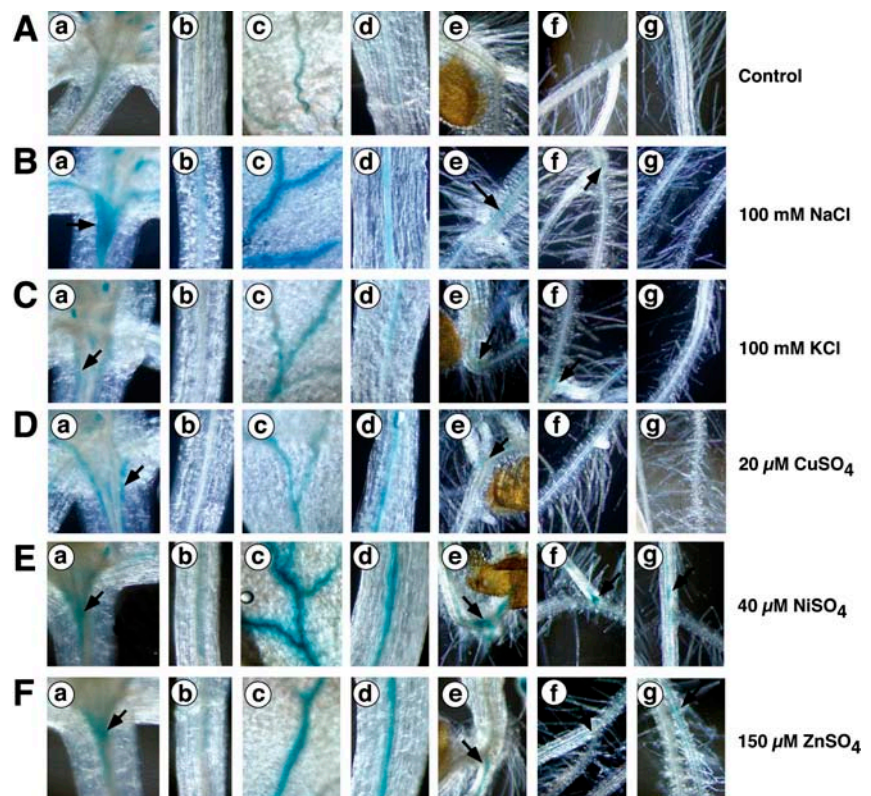 A a b c d e f g Control
B a b c d e f g 100 mM NaCl
C a b c d e f g 100 mM KCl
D a b c d e f g 20 µM CuSO4
E a b c d e f g 40 µM NiSO4
F a b c d e f g 150 µM ZnSO4